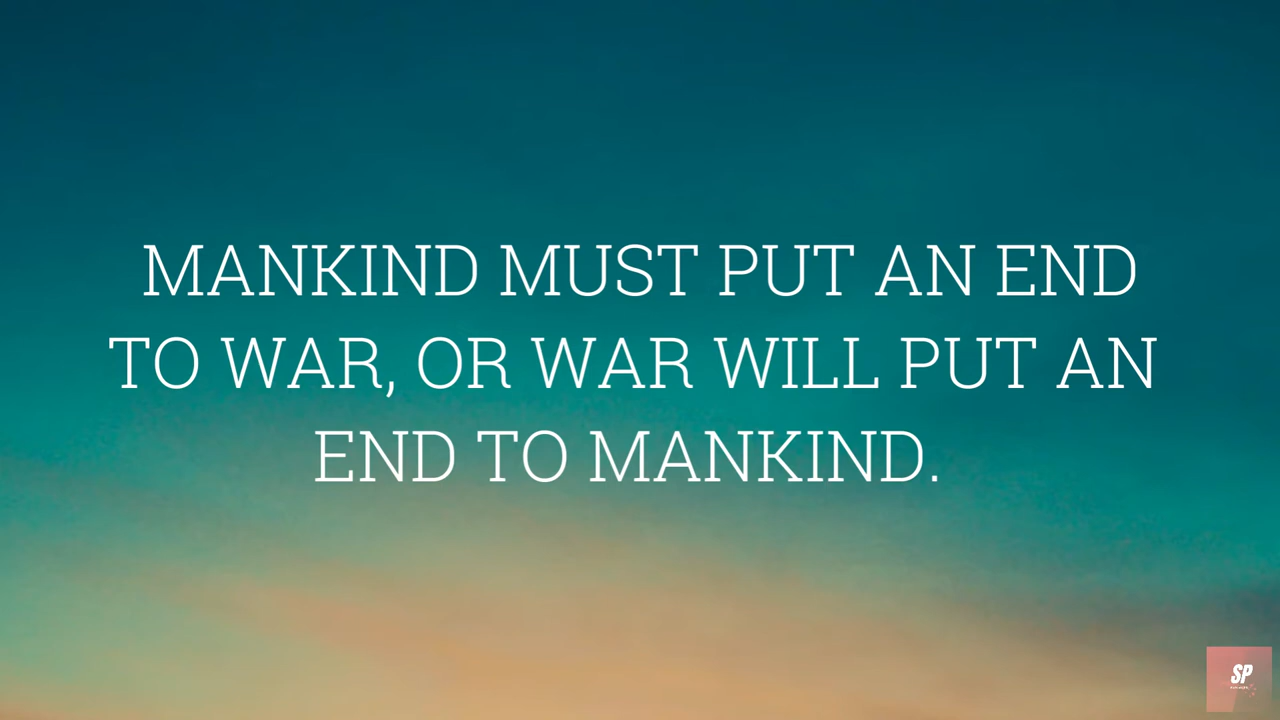 MANKIND MUST PUT AN END
TO WAR, OR WAR WILL PUT AN
END TO MANKIND.
SP